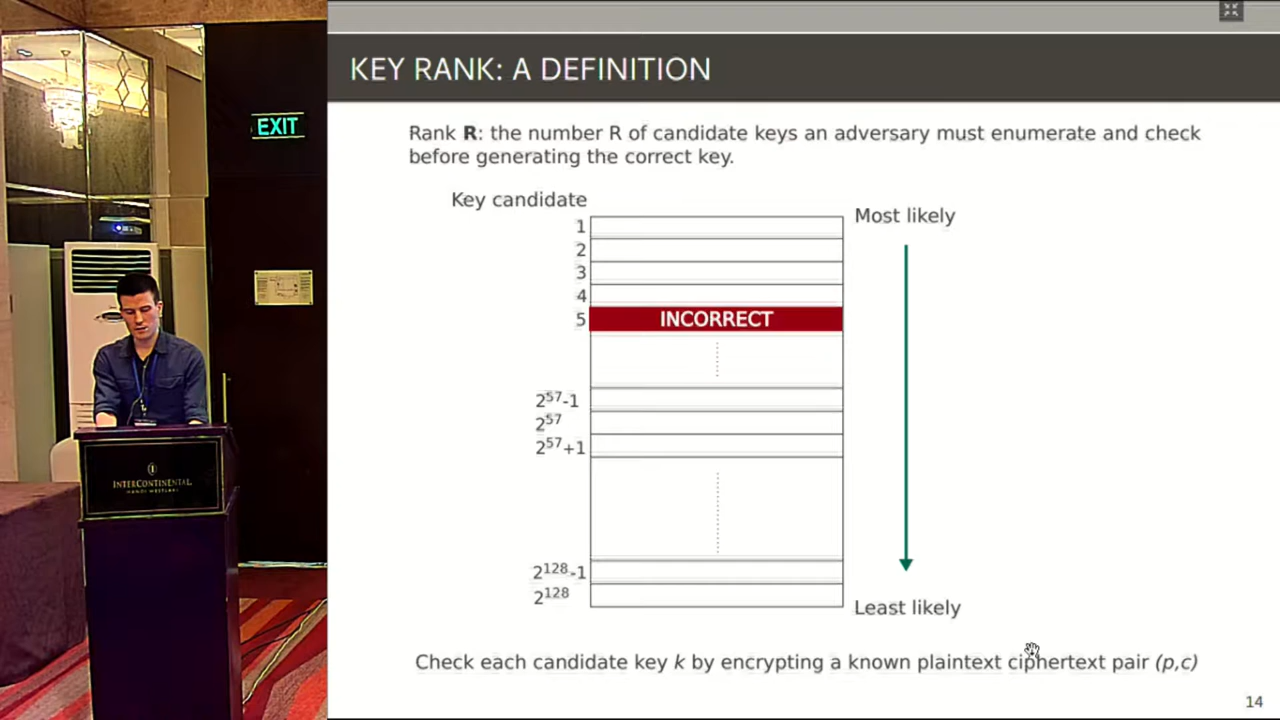 EXIT
INTERCONTINENTAL
HANOI WESTLAKE
KEY RANK: A DEFINITION
Rank R: the number R of candidate keys an adversary must enumerate and check
before generating the correct key.
Key candidate
Most likely
1
2
3
4
5 INCORRECT
2^57-1
2^57
2^57+1
2^128-1
2^128
Least likely
Check each candidate key k by encrypting a known plaintext ciphertext pair (p,c)
14